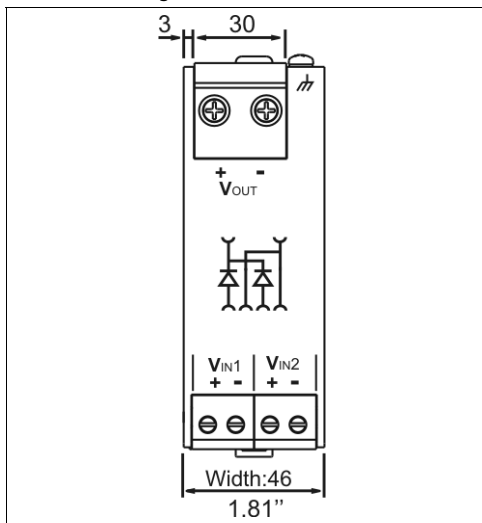 3 30
+ -
VOUT
VIN1 VIN2
+ - + -
Width:46
1.81’’